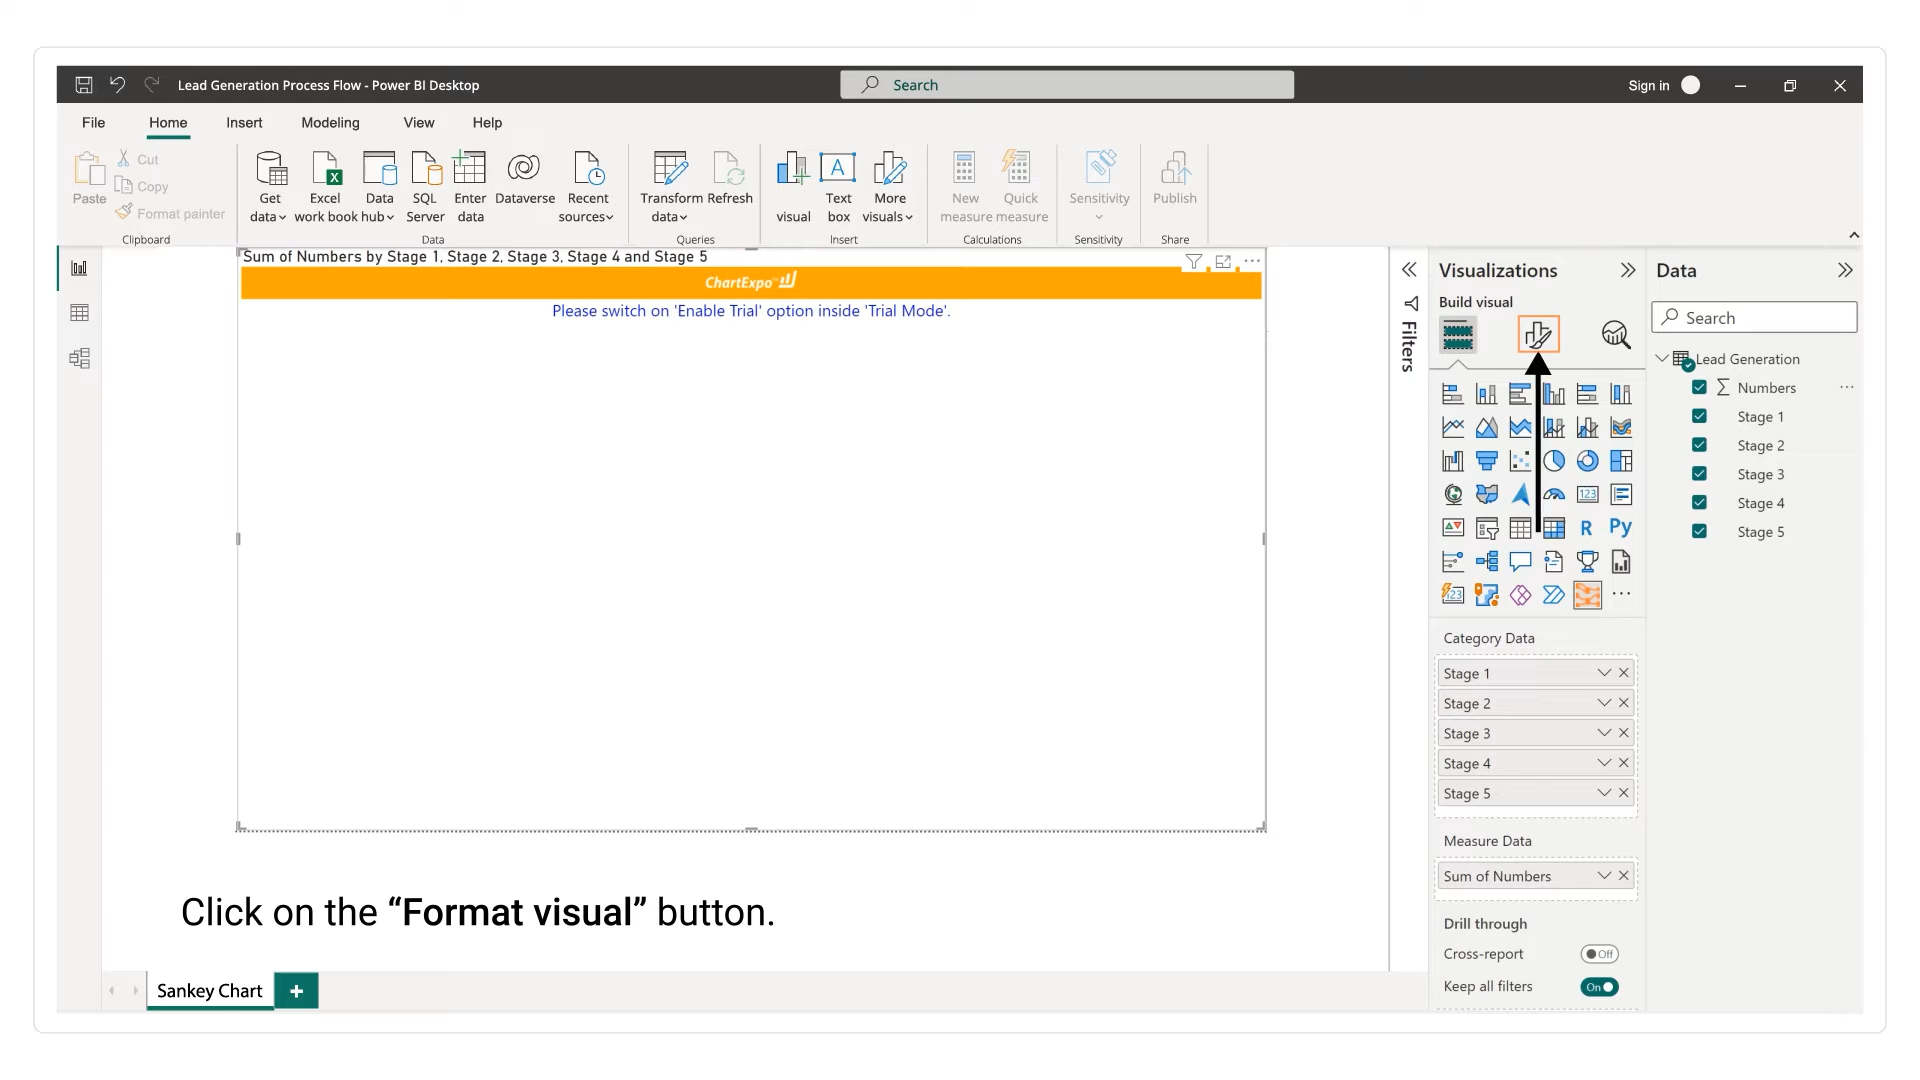 Lead Generation Process Flow - Power BI Desktop
Search
Sign in
File Home Insert Modeling View Help
Paste
Cut
Copy
Format painter
Clipboard
Get data
Excel work book
Data hub
SQL Server
Enter data
Dataverse
Recent sources
Data
Transform data
Refresh
Queries
visual
A
Text box
More visuals
Insert
New measure
Quick measure
Calculations
Sensitivity
Sensitivity
Publish
Share
Sum of Numbers by Stage 1, Stage 2, Stage 3, Stage 4 and Stage 5
ChartExpo
Please switch on 'Enable Trial' option inside 'Trial Mode'.
Click on the “Format visual” button.
Sankey Chart
+
Filters
Visualizations
Build visual
123
R
Py
123
Category Data
Stage 1
Stage 2
Stage 3
Stage 4
Stage 5
Measure Data
Sum of Numbers
Drill through
Cross-report Off
Keep all filters On
Data
Search
Lead Generation
Σ Numbers
Stage 1
Stage 2
Stage 3
Stage 4
Stage 5